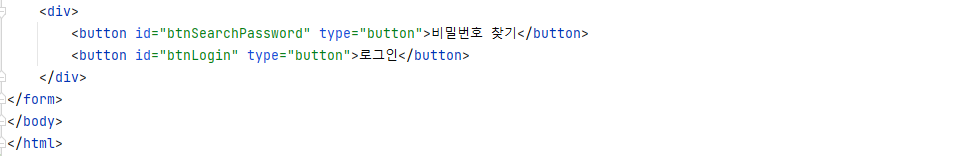 <div>
<button id="btnSearchPassword" type="button">비밀번호 찾기</button>
<button id="btnLogin" type="button">로그인</button>
</div>
</form>
</body>
</html>